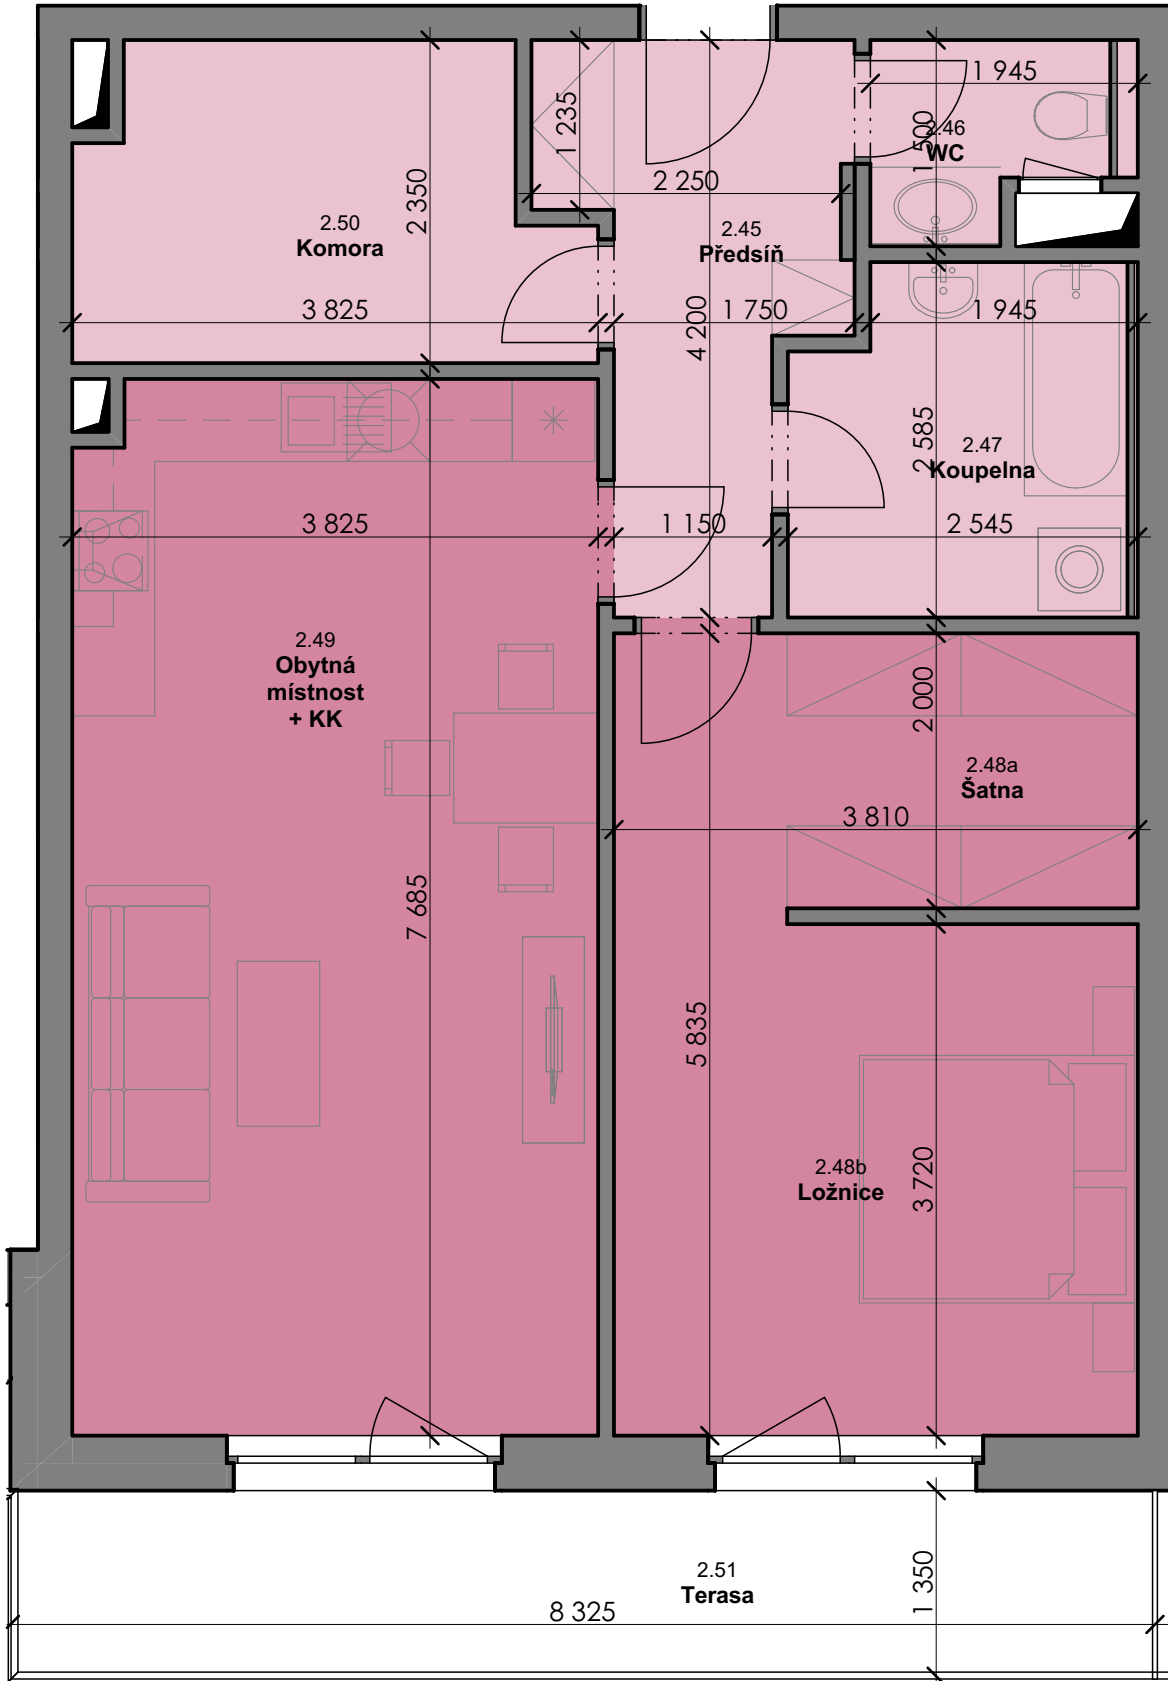 1 945
1 235
1 500
2.46
WC
2 350
2 250
2.50
Komora
2.45
Předsíň
3 825
4 200
1 750
1 945
2 585
2.47
Koupelna
3 825
1 150
2 545
2.49
Obytná
místnost
+ KK
2 000
2.48a
Šatna
3 810
7 685
5 835
2.48b
Ložnice
3 720
2.51
Terasa
1 350
8 325